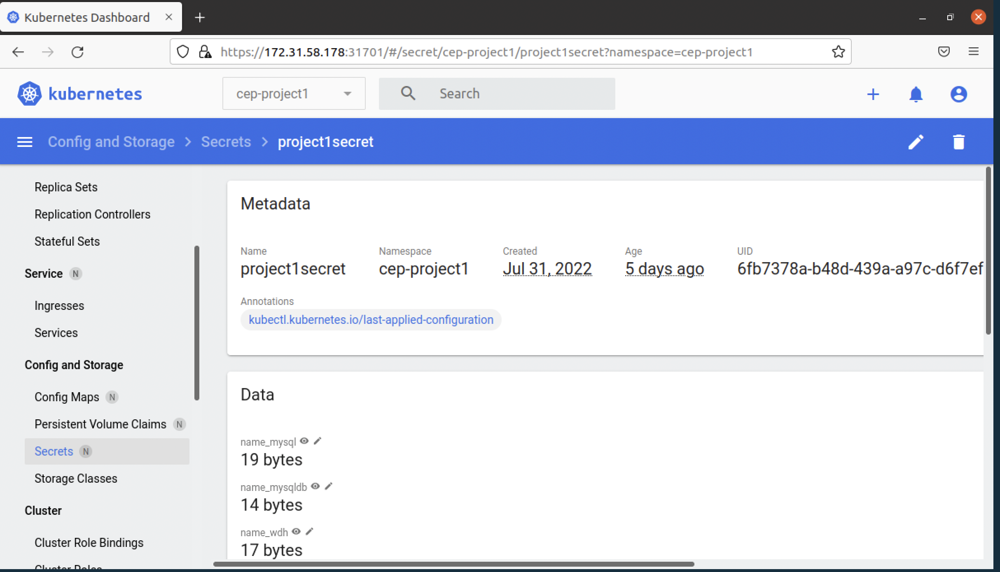 Kubernetes Dashboard
https://172.31.58.178:31701/#/secret/cep-project1/project1secret?namespace=cep-project1
kubernetes
cep-project1
Search
Config and Storage > Secrets > project1secret
Replica Sets
Replication Controllers
Stateful Sets
Service N
Ingresses
Services
Config and Storage
Config Maps N
Persistent Volume Claims N
Secrets N
Storage Classes
Cluster
Cluster Role Bindings
Cluster Roles
Metadata
Name Namespace Created Age UID
project1secret cep-project1 Jul 31, 2022 5 days ago 6fb7378a-b48d-439a-a97c-d6f7ef
Annotations
kubectl.kubernetes.io/last-applied-configuration
Data
name_mysql
19 bytes
name_mysqldb
14 bytes
name_wdh
17 bytes